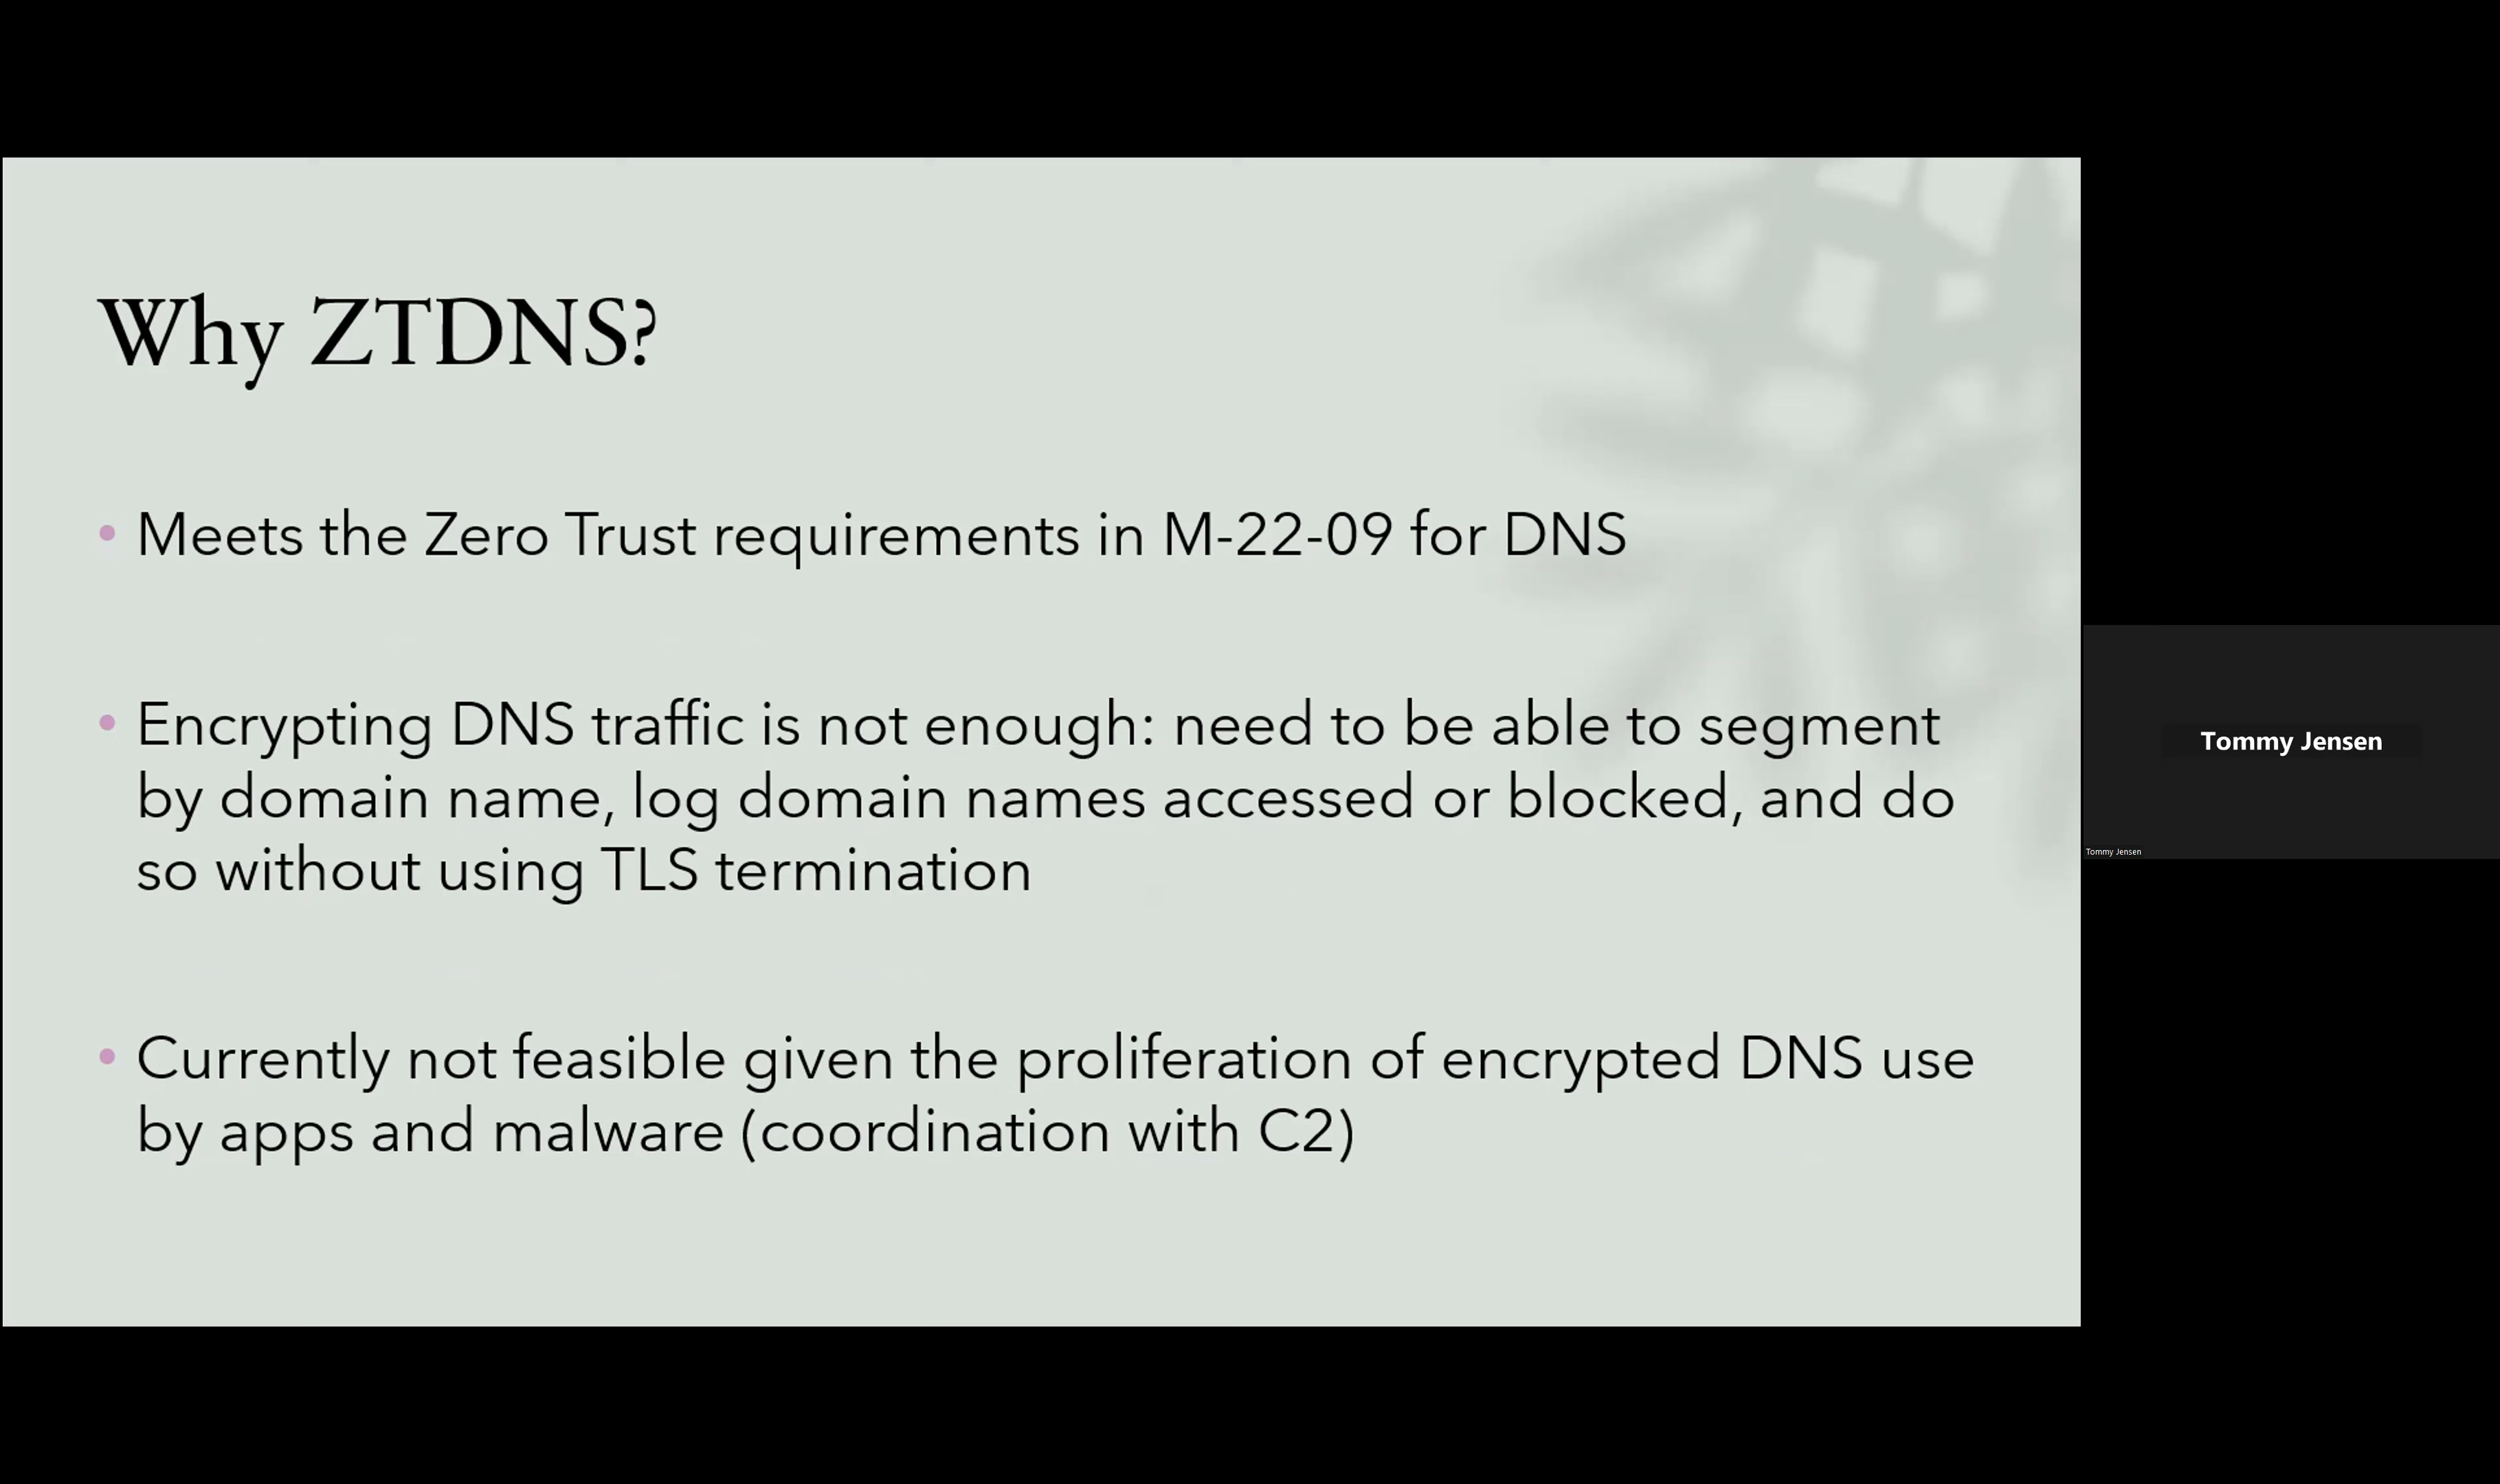 Why ZTDNS?
• Meets the Zero Trust requirements in M-22-09 for DNS
• Encrypting DNS traffic is not enough: need to be able to segment
by domain name, log domain names accessed or blocked, and do
so without using TLS termination
• Currently not feasible given the proliferation of encrypted DNS use
by apps and malware (coordination with C2)
Tommy Jensen
Tommy Jensen